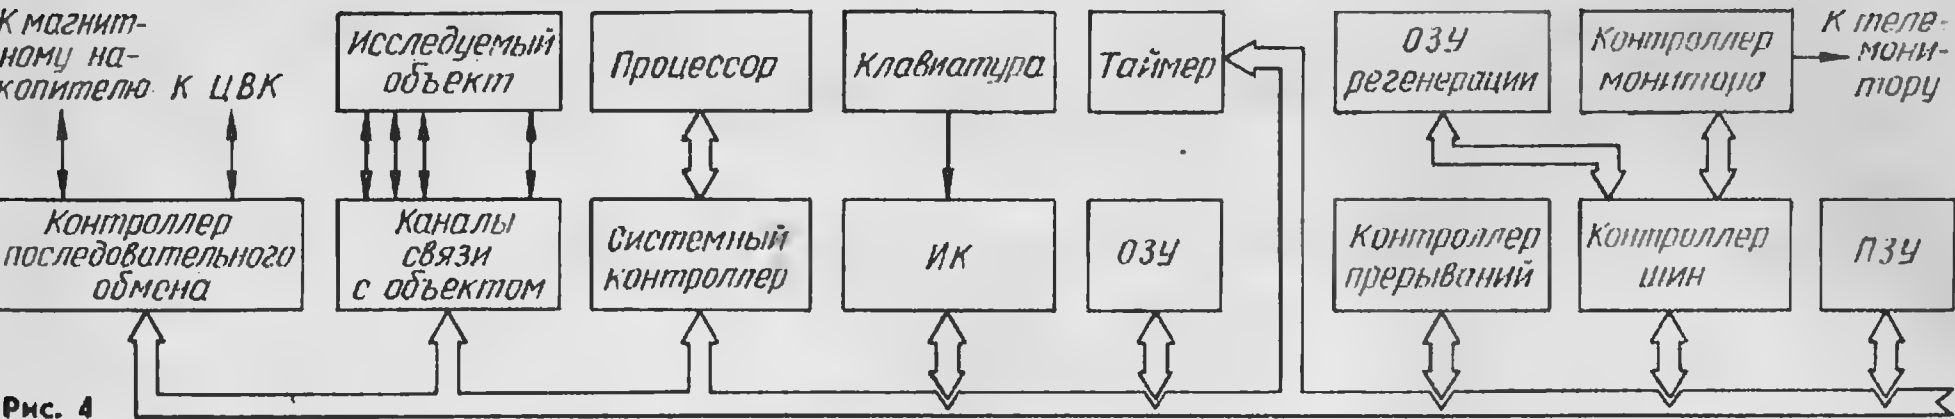 К магнит-
ному на-
копителю
К ЦВК
Исследуемый
объект
Процессор
Клавиатура
Таймер
ОЗУ
регенерации
Контроллер
монитора
К теле-
мони-
тору
Контроллер
последовательного
обмена
Каналы
связи
с объектом
Системный
контроллер
ИК
ОЗУ
Контроллер
прерываний
Контроллер
шин
ПЗУ
Рис. 4